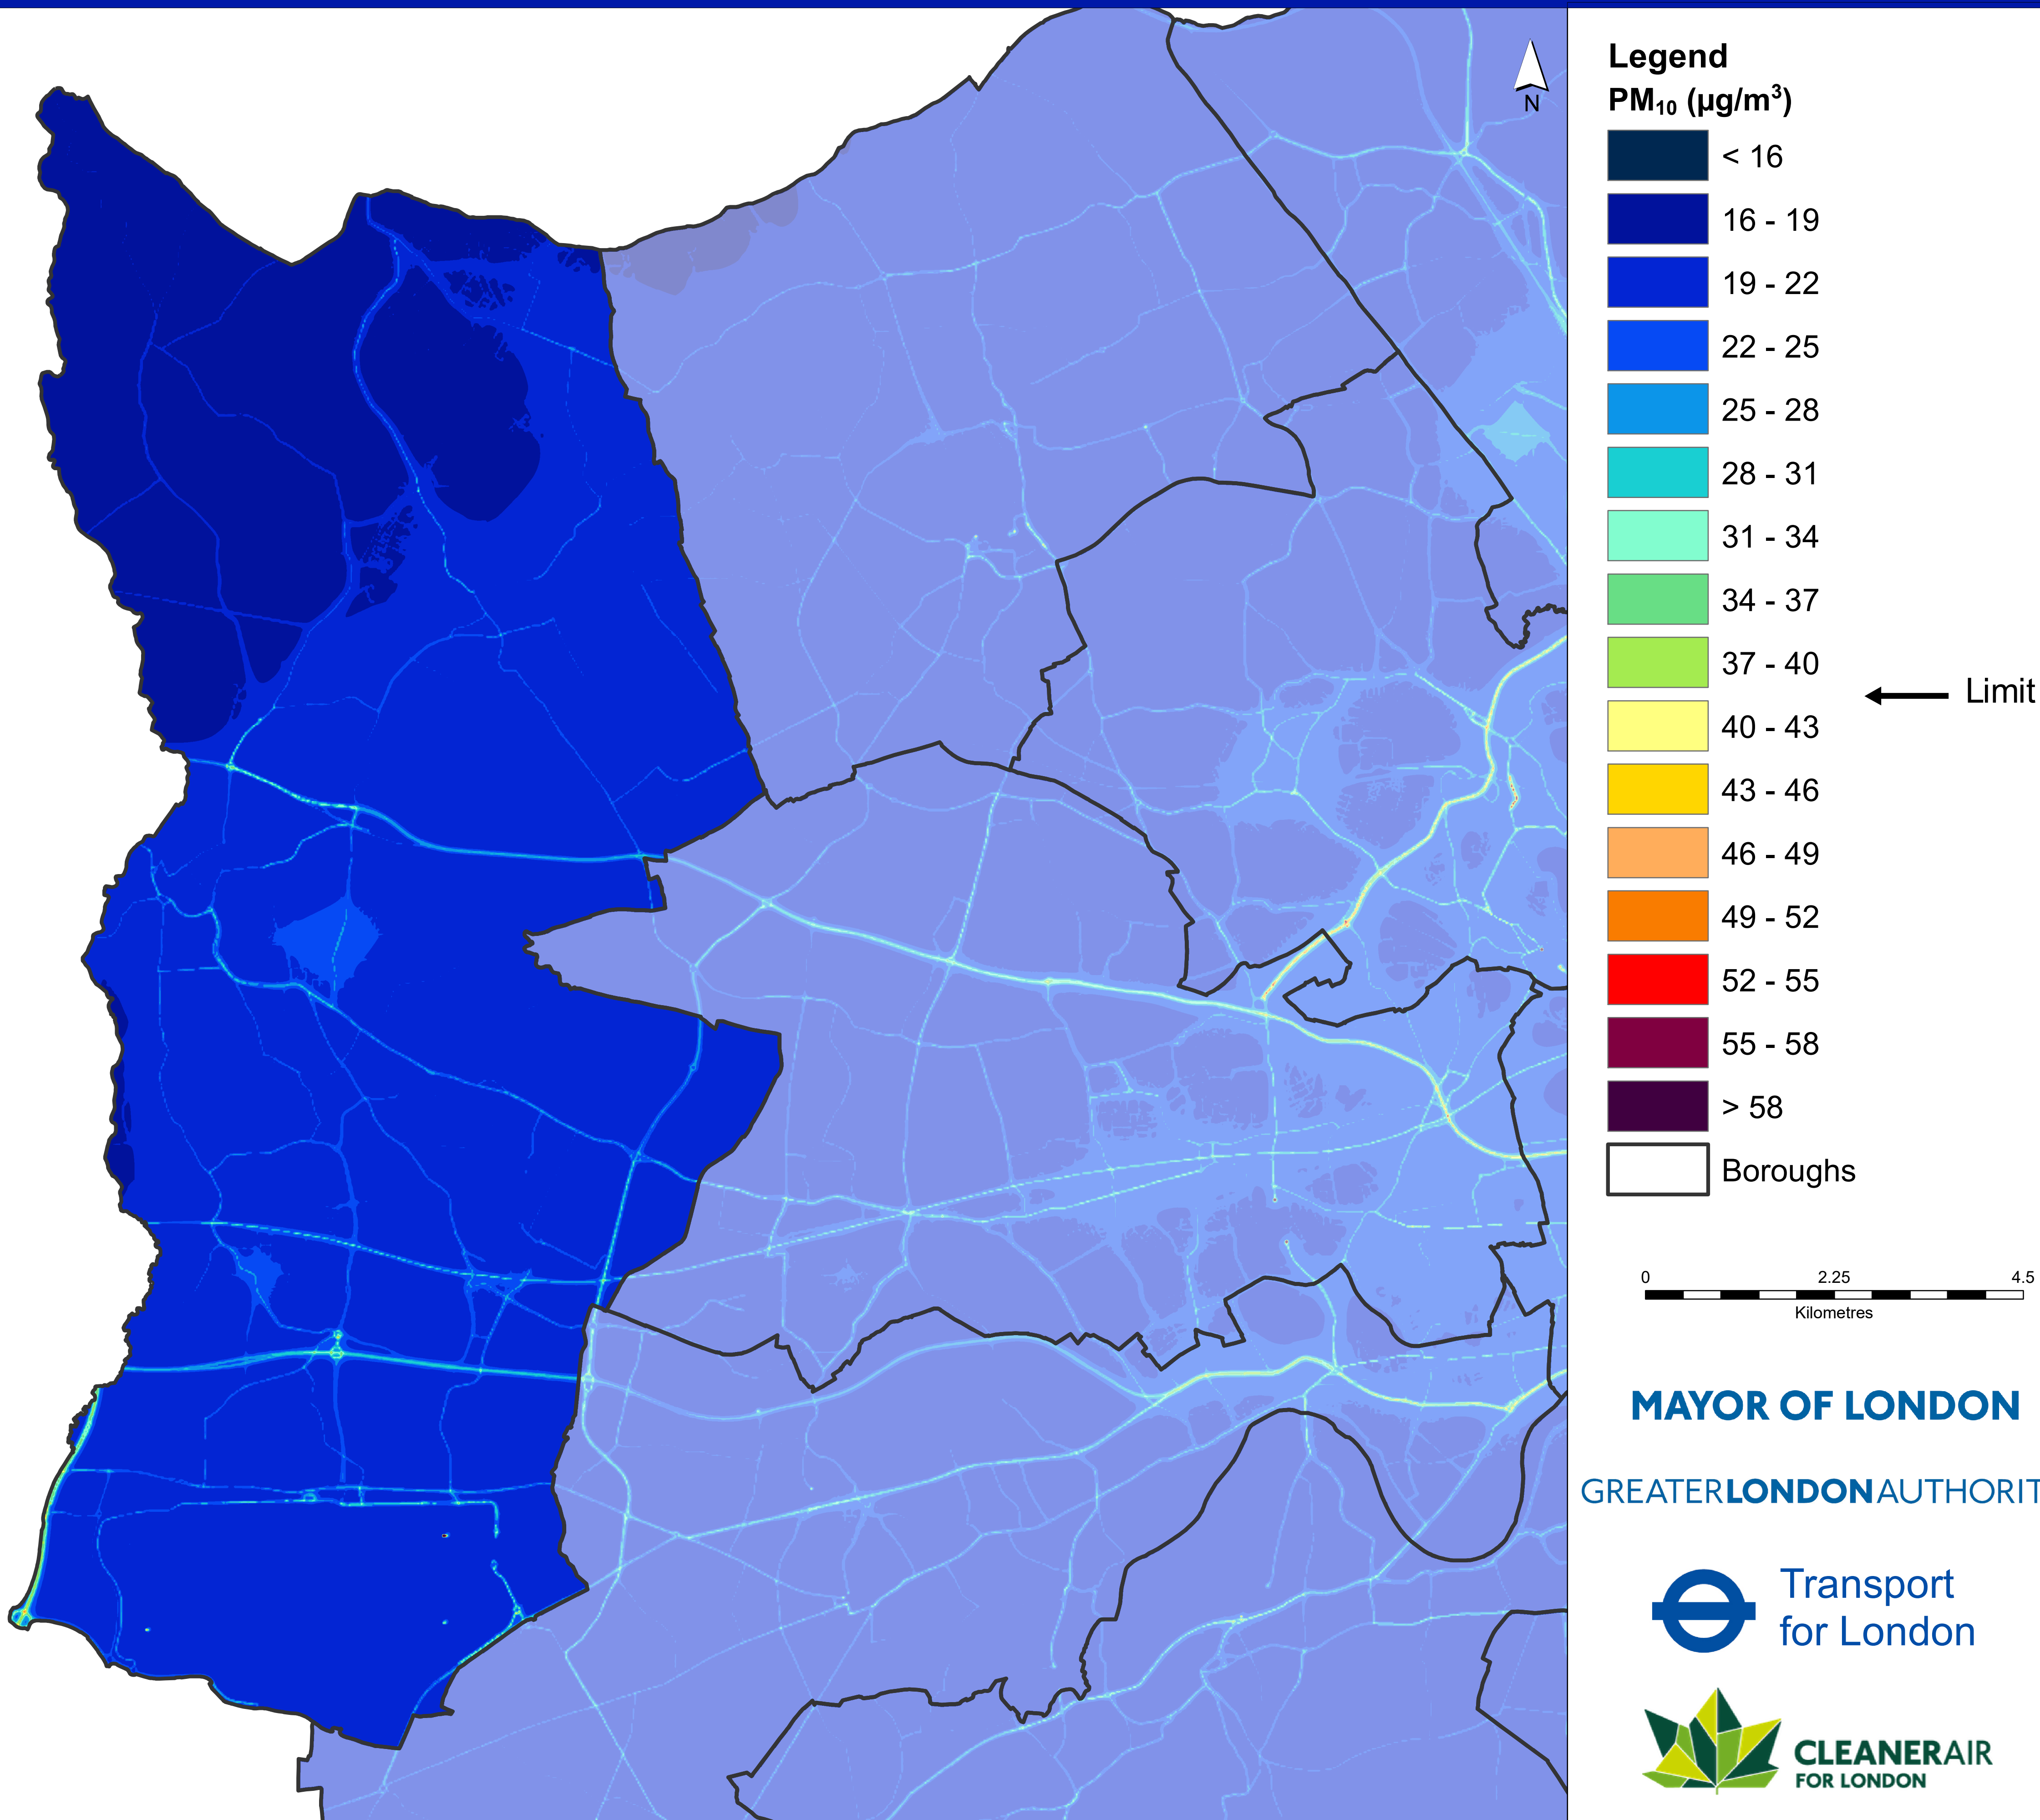 N
Legend
PM₁₀ (µg/m³)
< 16
16 - 19
19 - 22
22 - 25
25 - 28
28 - 31
31 - 34
34 - 37
37 - 40
Limit
40 - 43
43 - 46
46 - 49
49 - 52
52 - 55
55 - 58
> 58
Boroughs
0 2.25 4.5
Kilometres
MAYOR OF LONDON
GREATERLONDONAUTHORIT
Transport
for London
CLEANERAIR
FOR LONDON